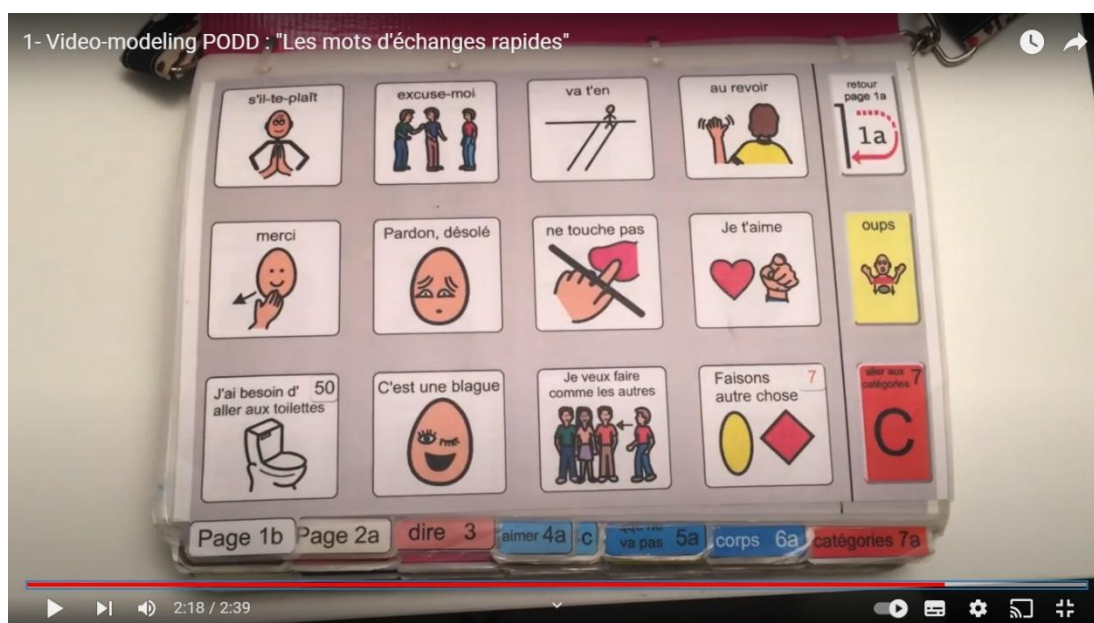 1- Video-modeling PODD : "Les mots d'échanges rapides"
s'il-te-plaît
excuse-moi
va t'en
au revoir
retour
page 1a
1a
merci
Pardon, désolé
ne touche pas
Je t'aime
oups
J'ai besoin d' 50
aller aux toilettes
C'est une blague
Je veux faire
comme les autres
Faisons 7
autre chose
aller aux 7
catégories
C
Page 1b
Page 2a
dire 3
aimer 4a
c
va pas 5a
corps 6a
catégories 7a
2:18 / 2:39